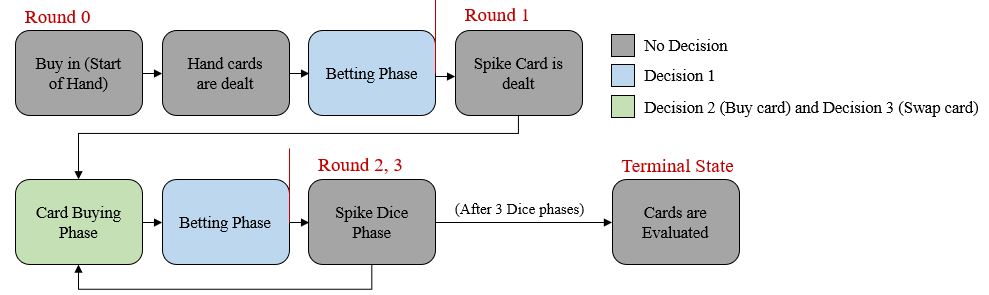 Round 0
Round 1
Buy in (Start
of Hand)
Hand cards
are dealt
Betting Phase
Spike Card is
dealt
No Decision
Decision 1
Decision 2 (Buy card) and Decision 3 (Swap card)
Round 2, 3
Terminal State
Card Buying
Phase
Betting Phase
Spike Dice
Phase
(After 3 Dice phases)
Cards are
Evaluated